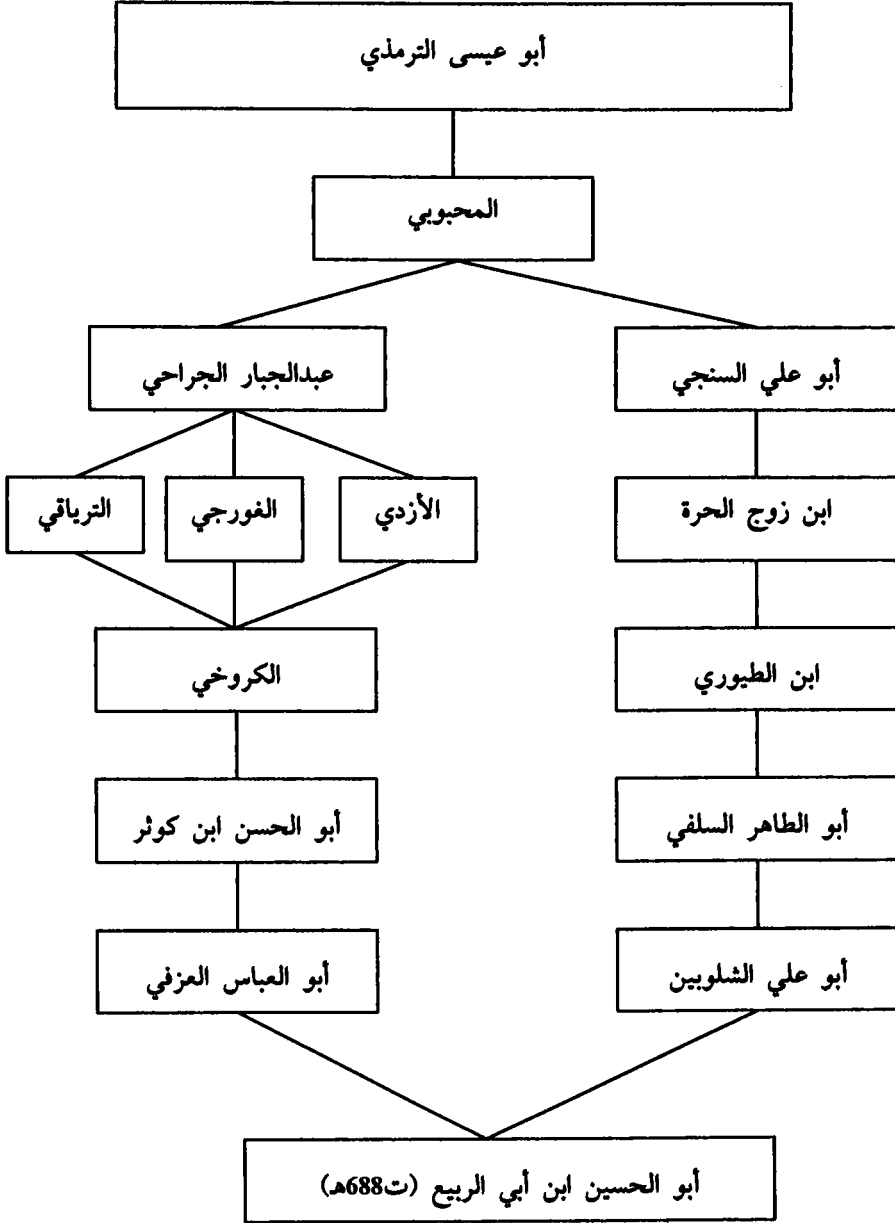 أبو عيسى الترمذي
المحبوبي
أبو علي السنجي
عبدالجبار الجراحي
ابن زوج الحرة
الأزدي
الغورجي
الترياقي
ابن الطيوري
الكروخي
أبو الطاهر السلفي
أبو الحسن ابن كوثر
أبو علي الشلوبين
أبو العباس العزفي
أبو الحسين ابن أبي الربيع (ت688هـ)